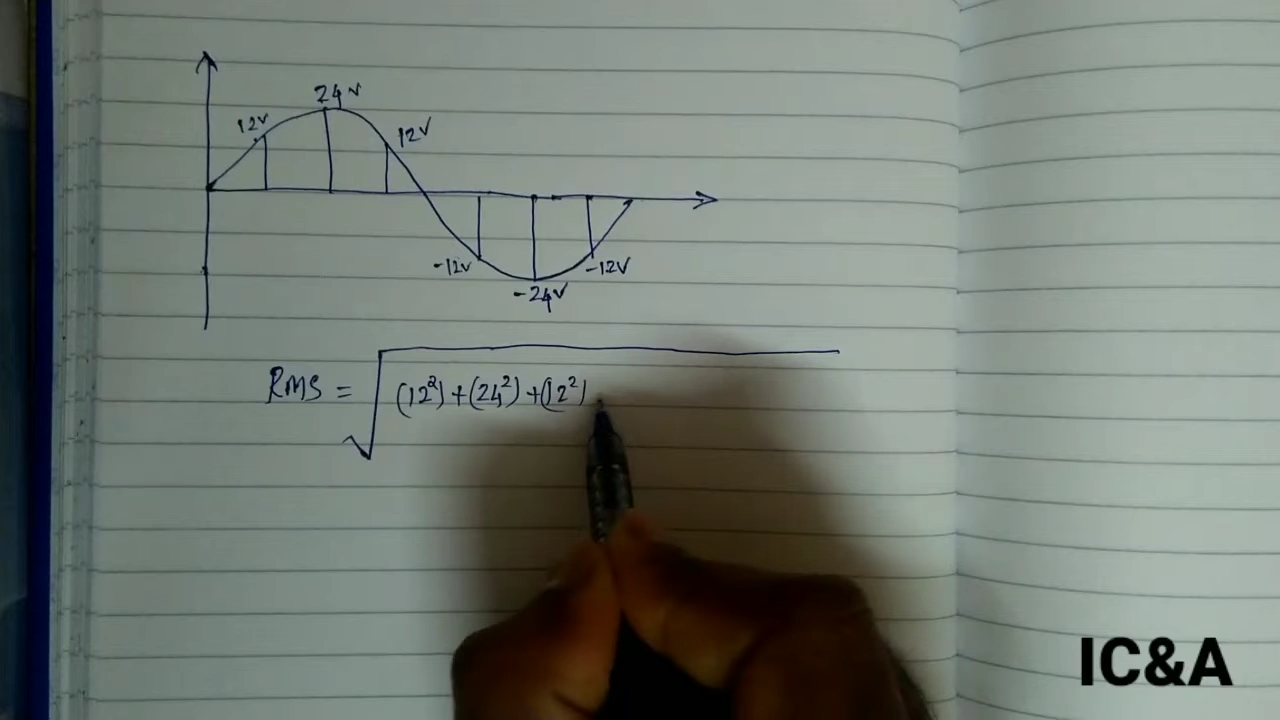 24V
12V
12V
-12V
-12V
-24V
RMS = √(12²)+(24²)+(12²)
IC&A